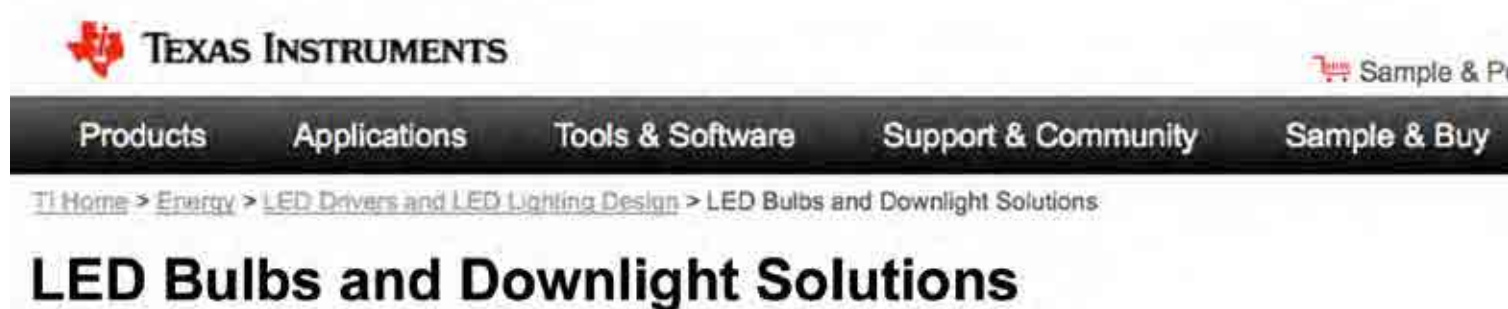 TEXAS INSTRUMENTS
Sample &
Products Applications Tools & Software Support & Community Sample & Buy
TI Home > Energy > LED Drivers and LED Lighting Design > LED Bulbs and Downlight Solutions
LED Bulbs and Downlight Solutions